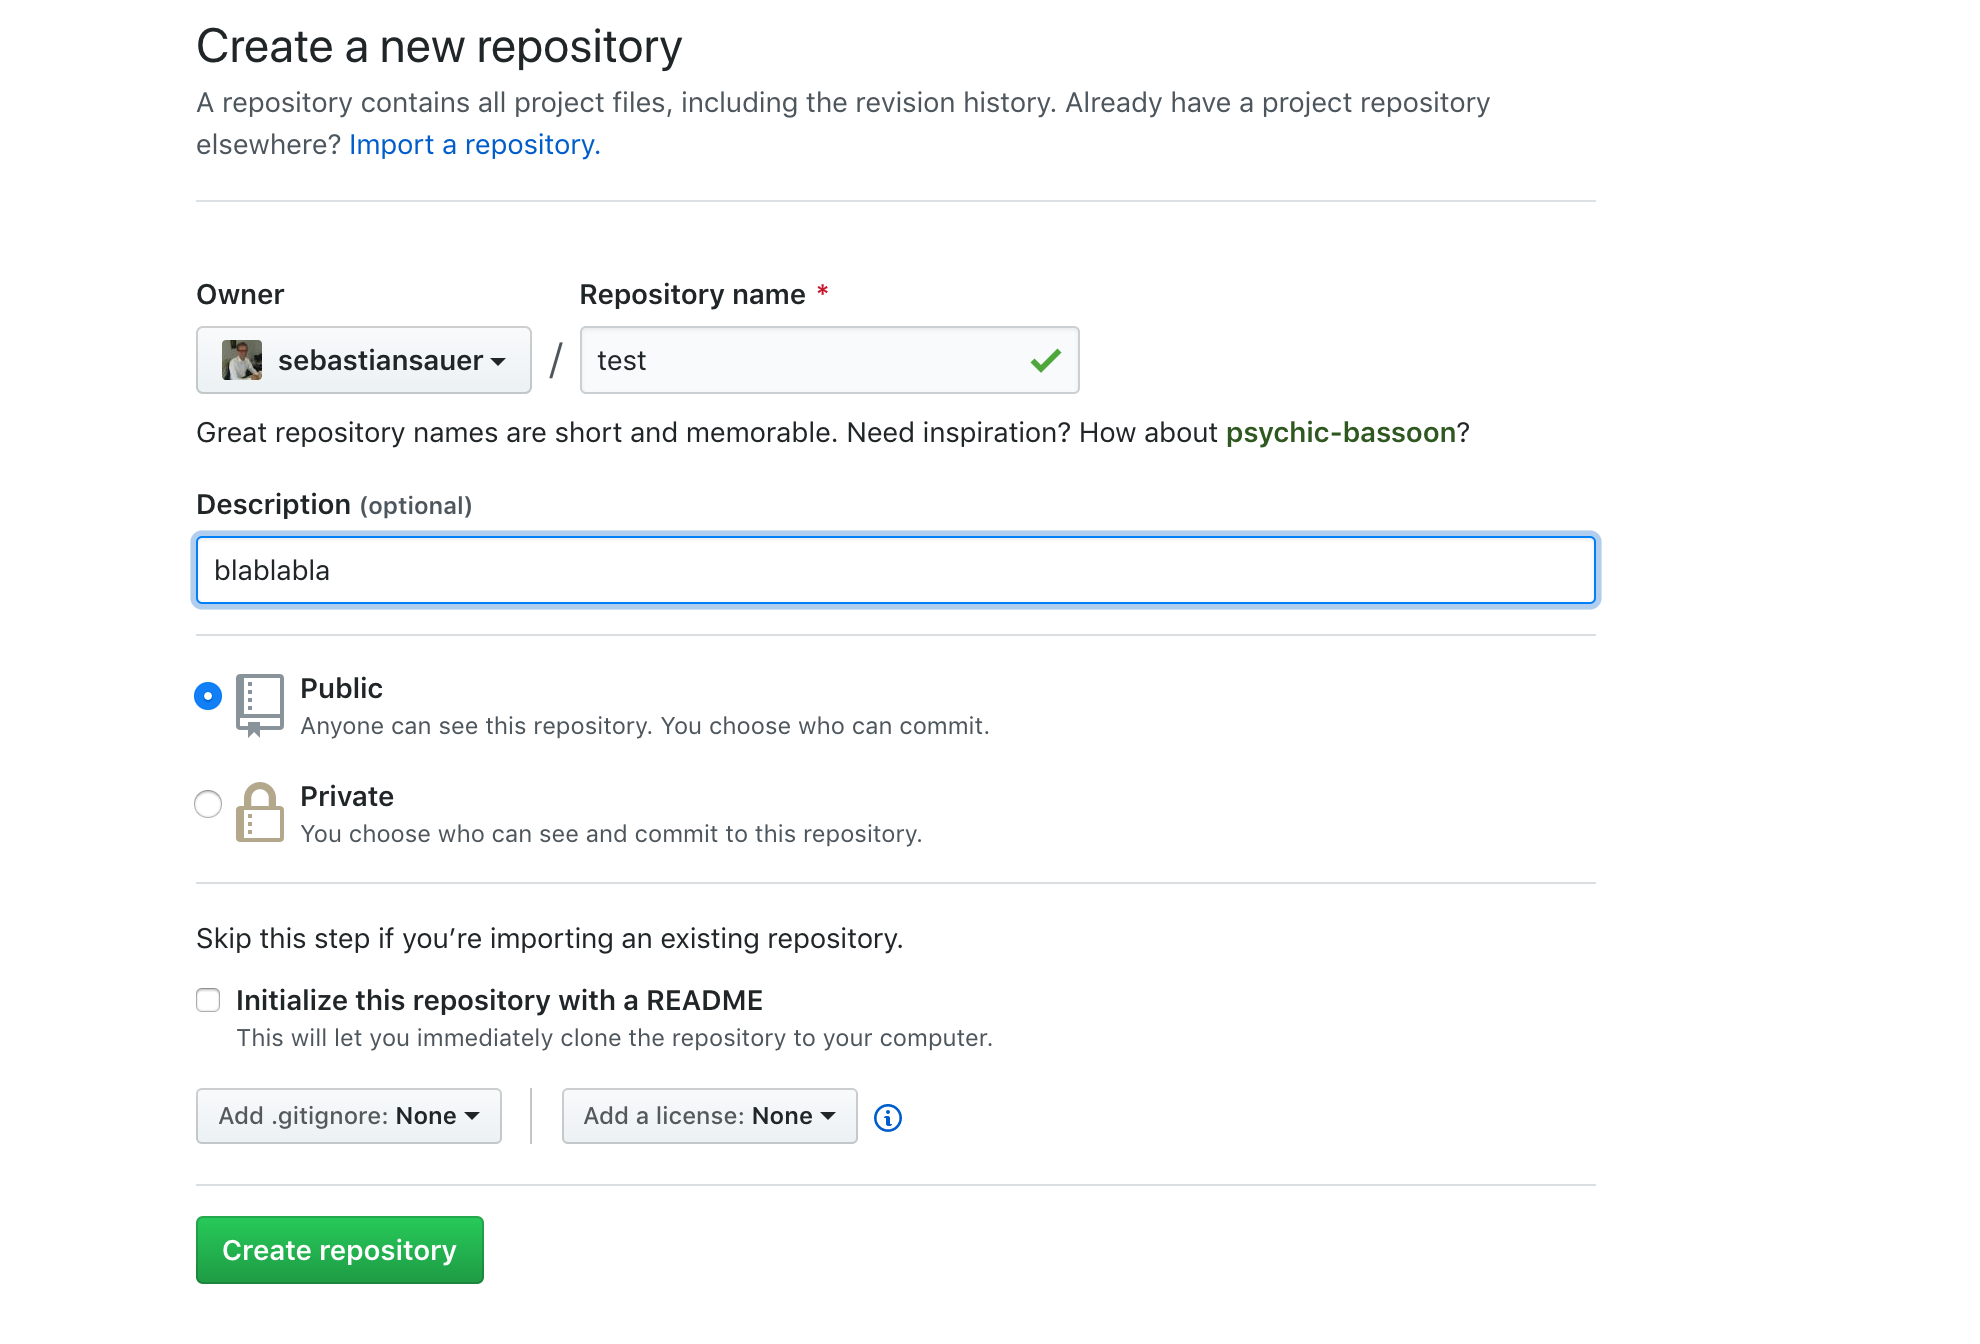 Create a new repository
A repository contains all project files, including the revision history. Already have a project repository
elsewhere? Import a repository.
Owner
Repository name *
sebastiansauer
/
test
Great repository names are short and memorable. Need inspiration? How about psychic-bassoon?
Description (optional)
blablabla
Public
Anyone can see this repository. You choose who can commit.
Private
You choose who can see and commit to this repository.
Skip this step if you’re importing an existing repository.
Initialize this repository with a README
This will let you immediately clone the repository to your computer.
Add .gitignore: None
Add a license: None
Create repository